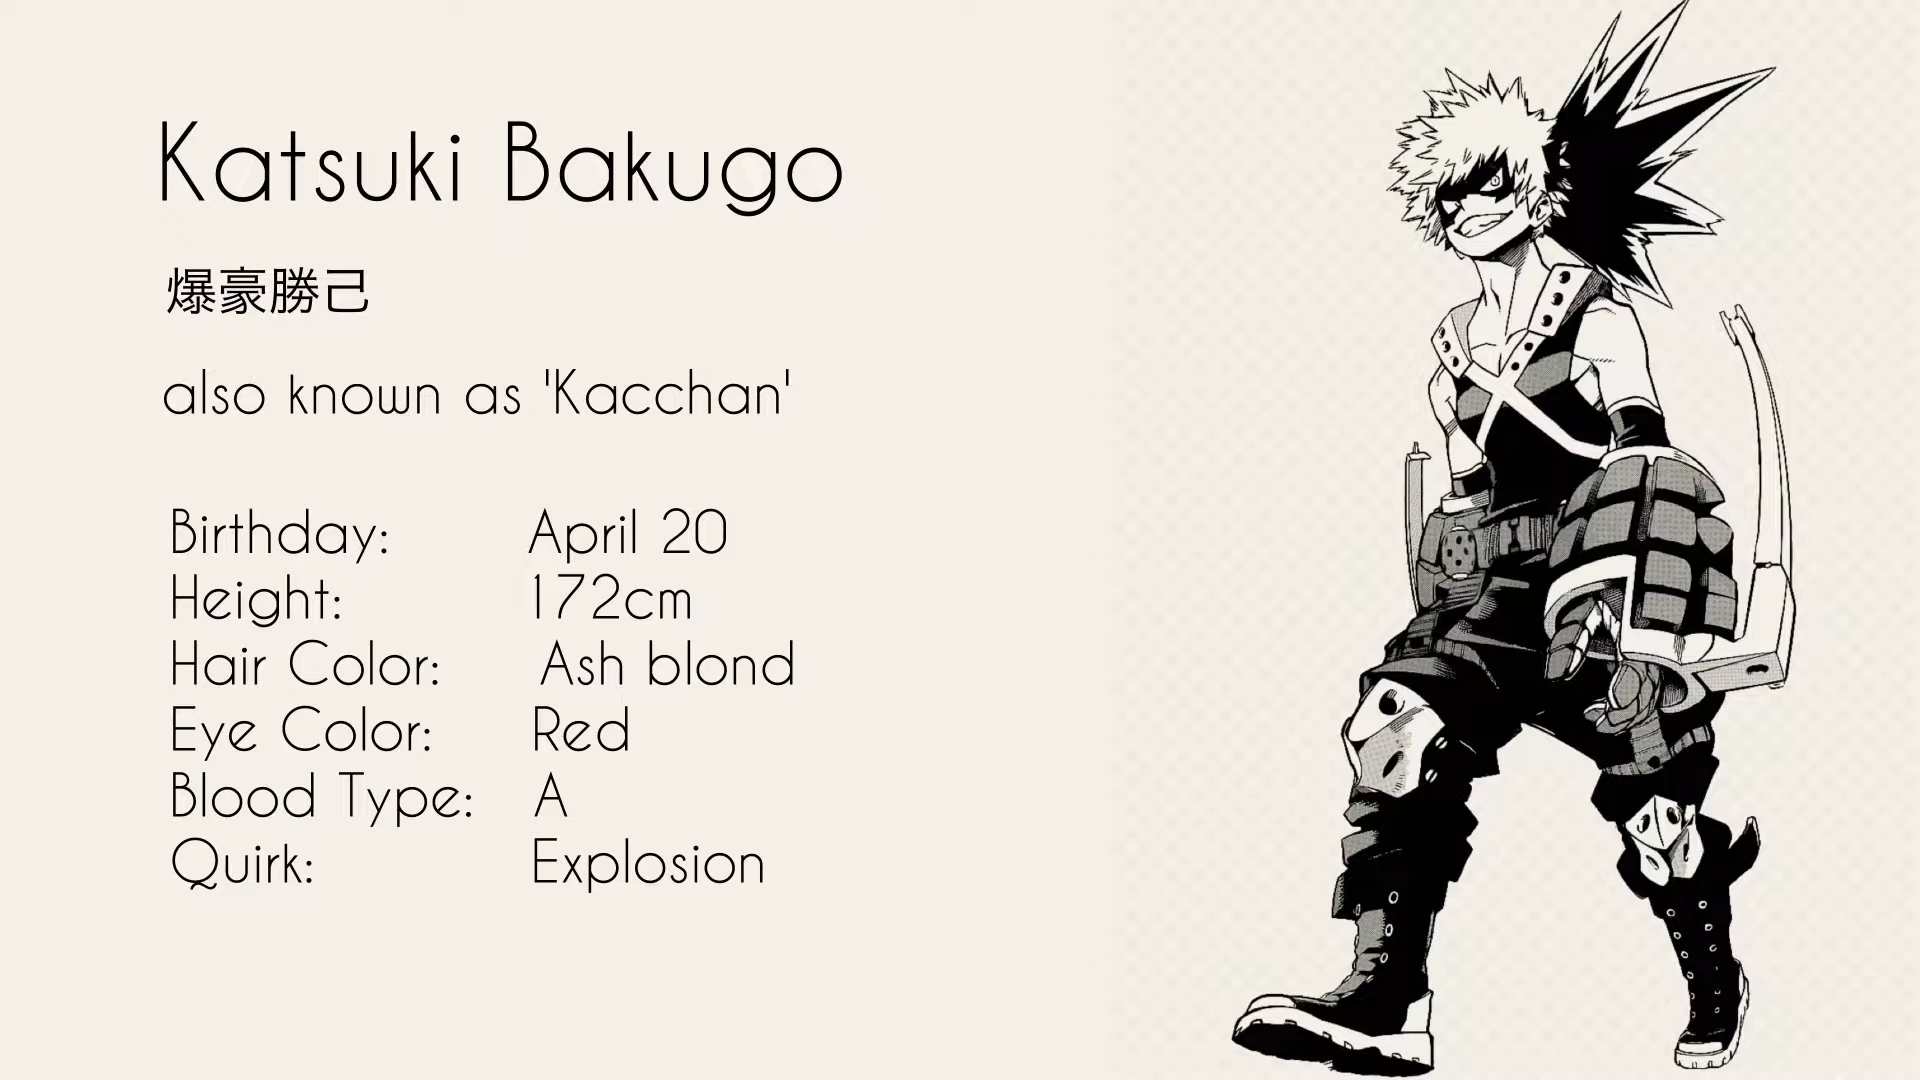 Katsuki Bakugo
爆豪勝己
also known as 'Kacchan'
Birthday: April 20
Height: 172cm
Hair Color: Ash blond
Eye Color: Red
Blood Type: A
Quirk: Explosion